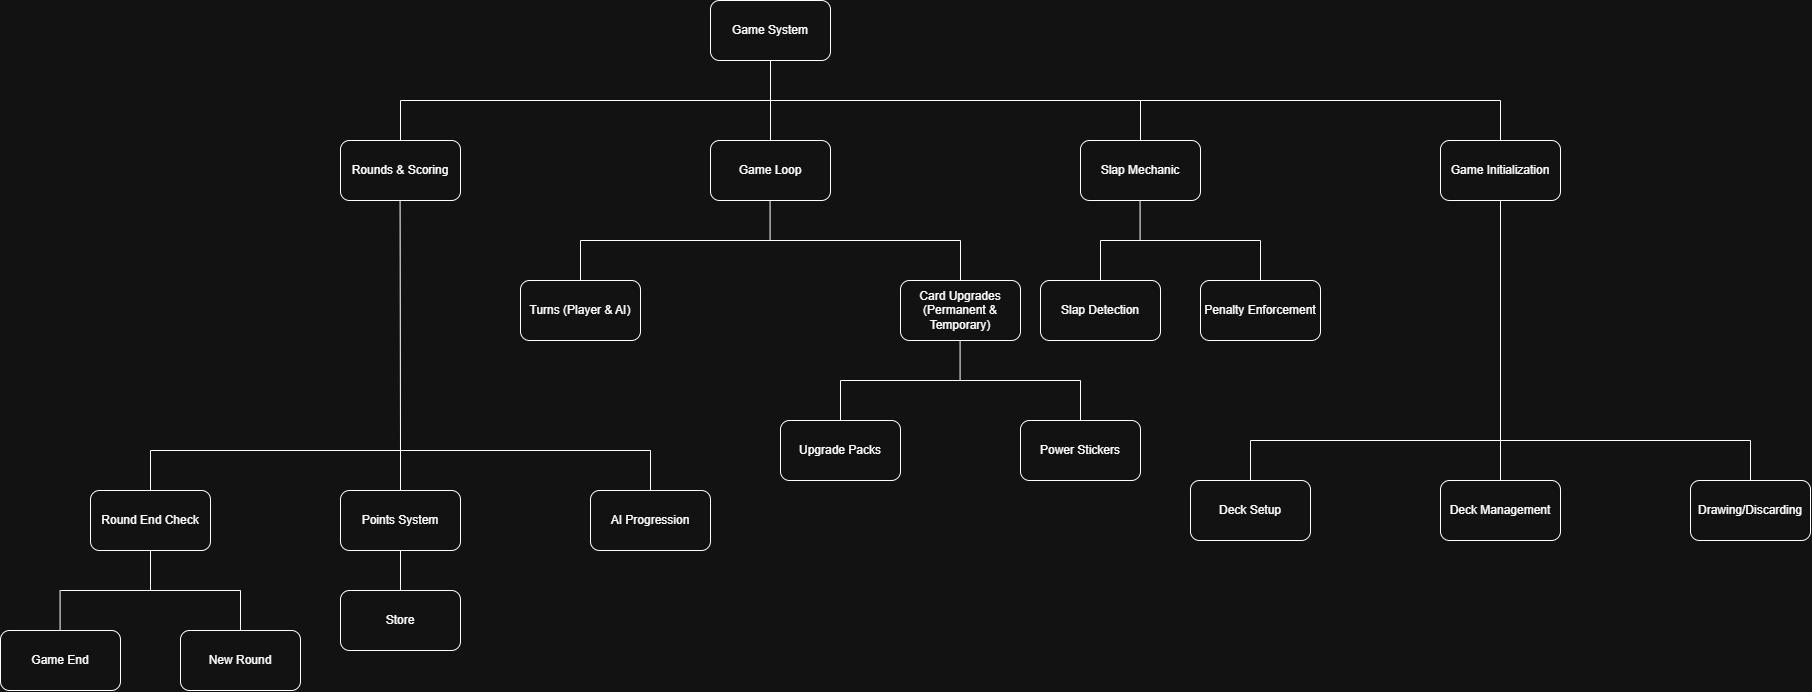 Game System
Rounds & Scoring
Game Loop
Slap Mechanic
Game Initialization
Turns (Player & AI)
Card Upgrades
(Permanent &
Temporary)
Slap Detection
Penalty Enforcement
Upgrade Packs
Power Stickers
Round End Check
Points System
AI Progression
Deck Setup
Deck Management
Drawing/Discarding
Store
Game End
New Round